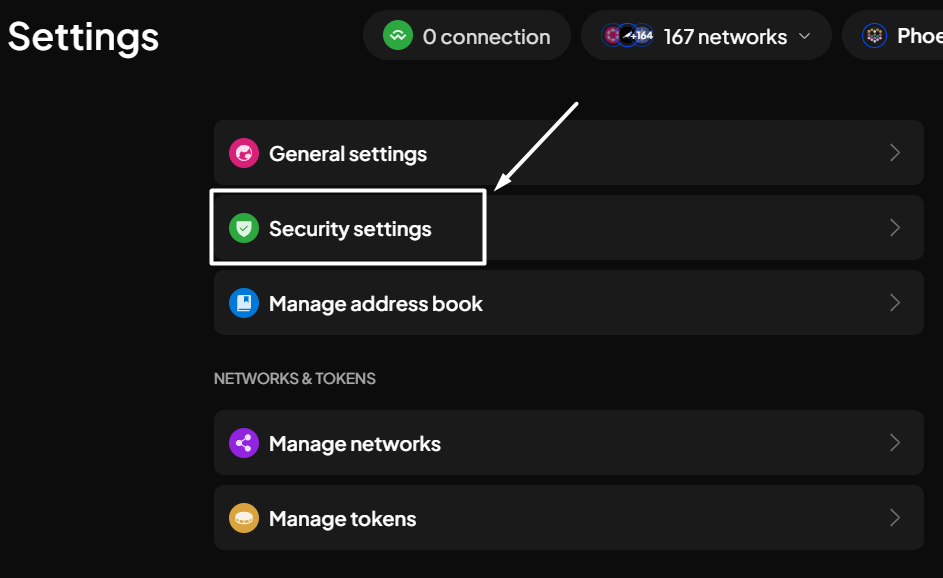 Settings
0 connection
+164
167 networks
Phoe
General settings
Security settings
Manage address book
NETWORKS & TOKENS
Manage networks
Manage tokens